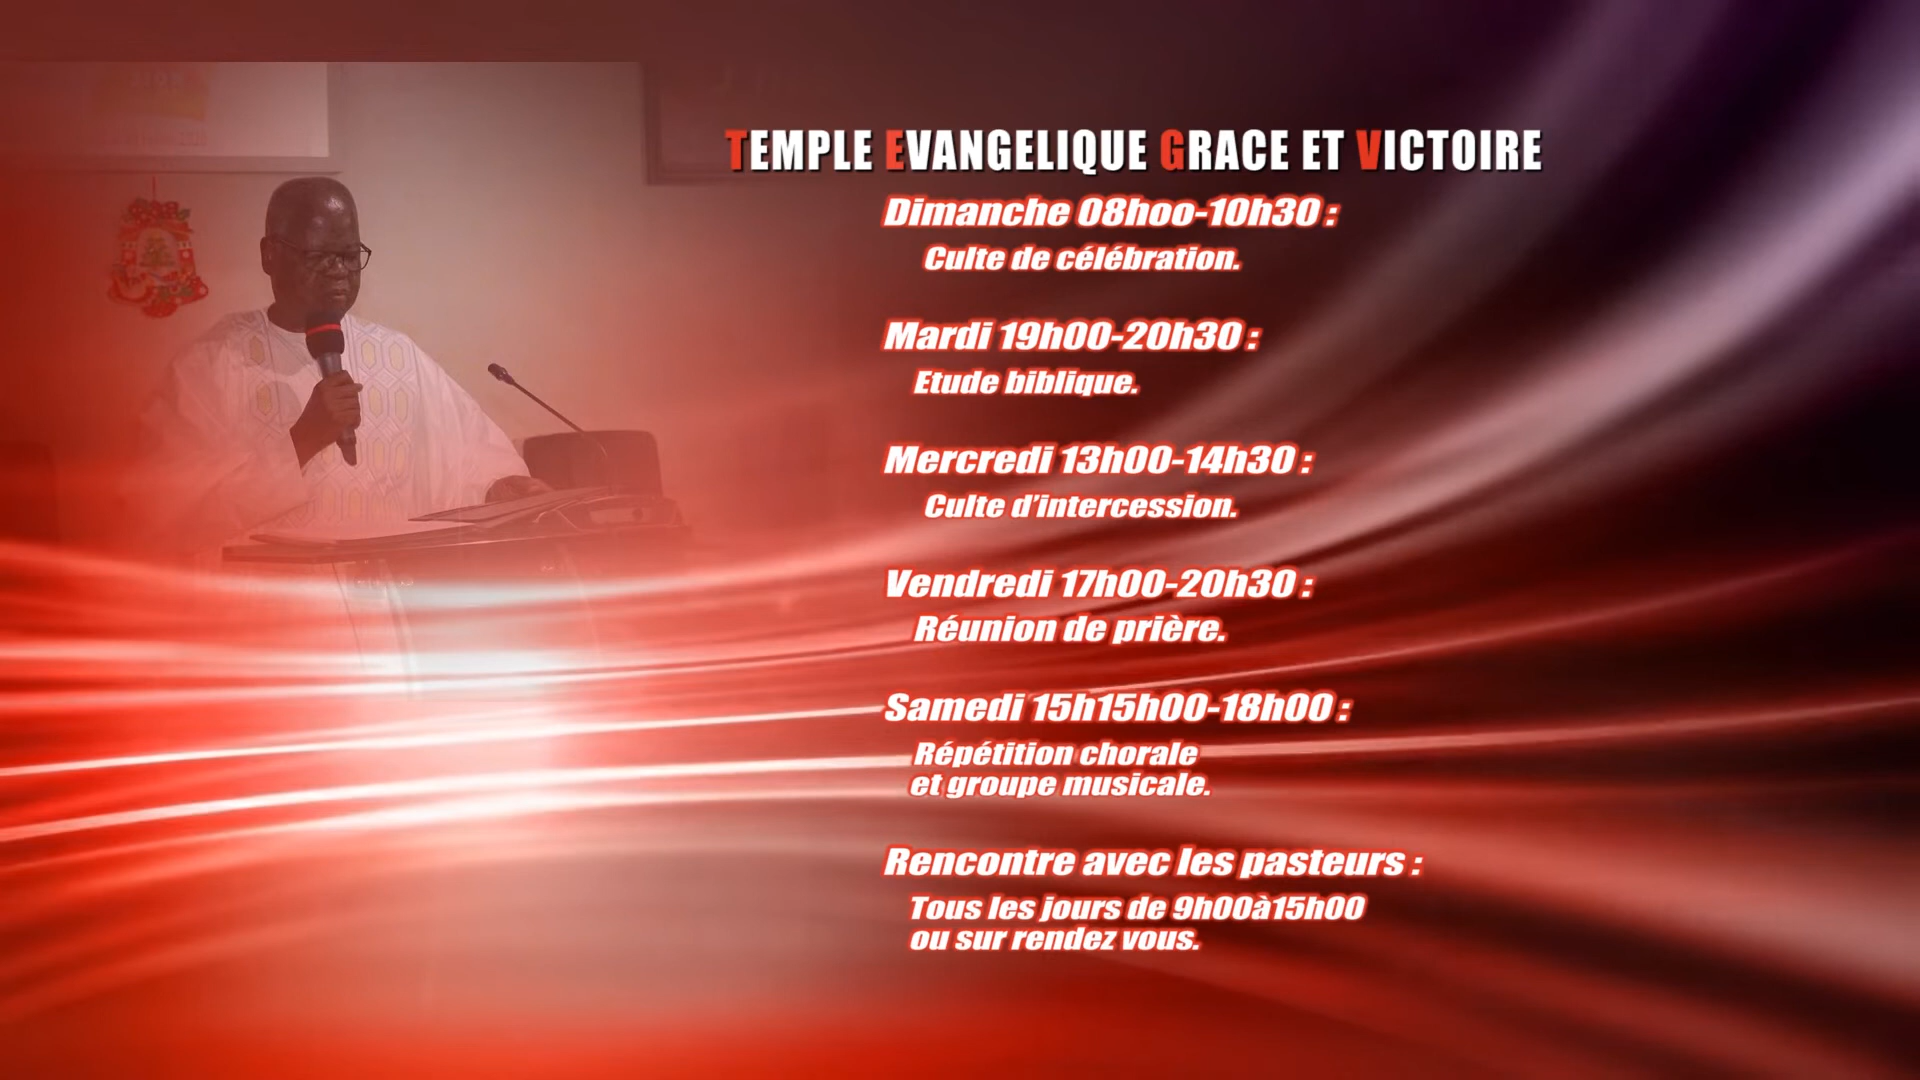 TEMPLE EVANGELIQUE GRACE ET VICTOIRE
Dimanche 08hoo-10h30 :
Culte de célébration.
Mardi 19h00-20h30 :
Etude biblique.
Mercredi 13h00-14h30 :
Culte d'intercession.
Vendredi 17h00-20h30 :
Réunion de prière.
Samedi 15h15h00-18h00 :
Répétition chorale
et groupe musicale.
Rencontre avec les pasteurs :
Tous les jours de 9h00à15h00
ou sur rendez vous.